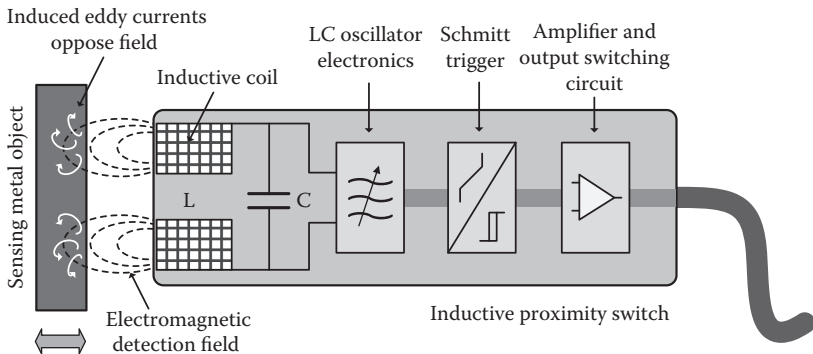 Induced eddy currents
oppose field
Inductive coil
LC oscillator
electronics
Schmitt
trigger
Amplifier and
output switching
circuit
Sensing metal object
L
C
Electromagnetic
detection field
Inductive proximity switch